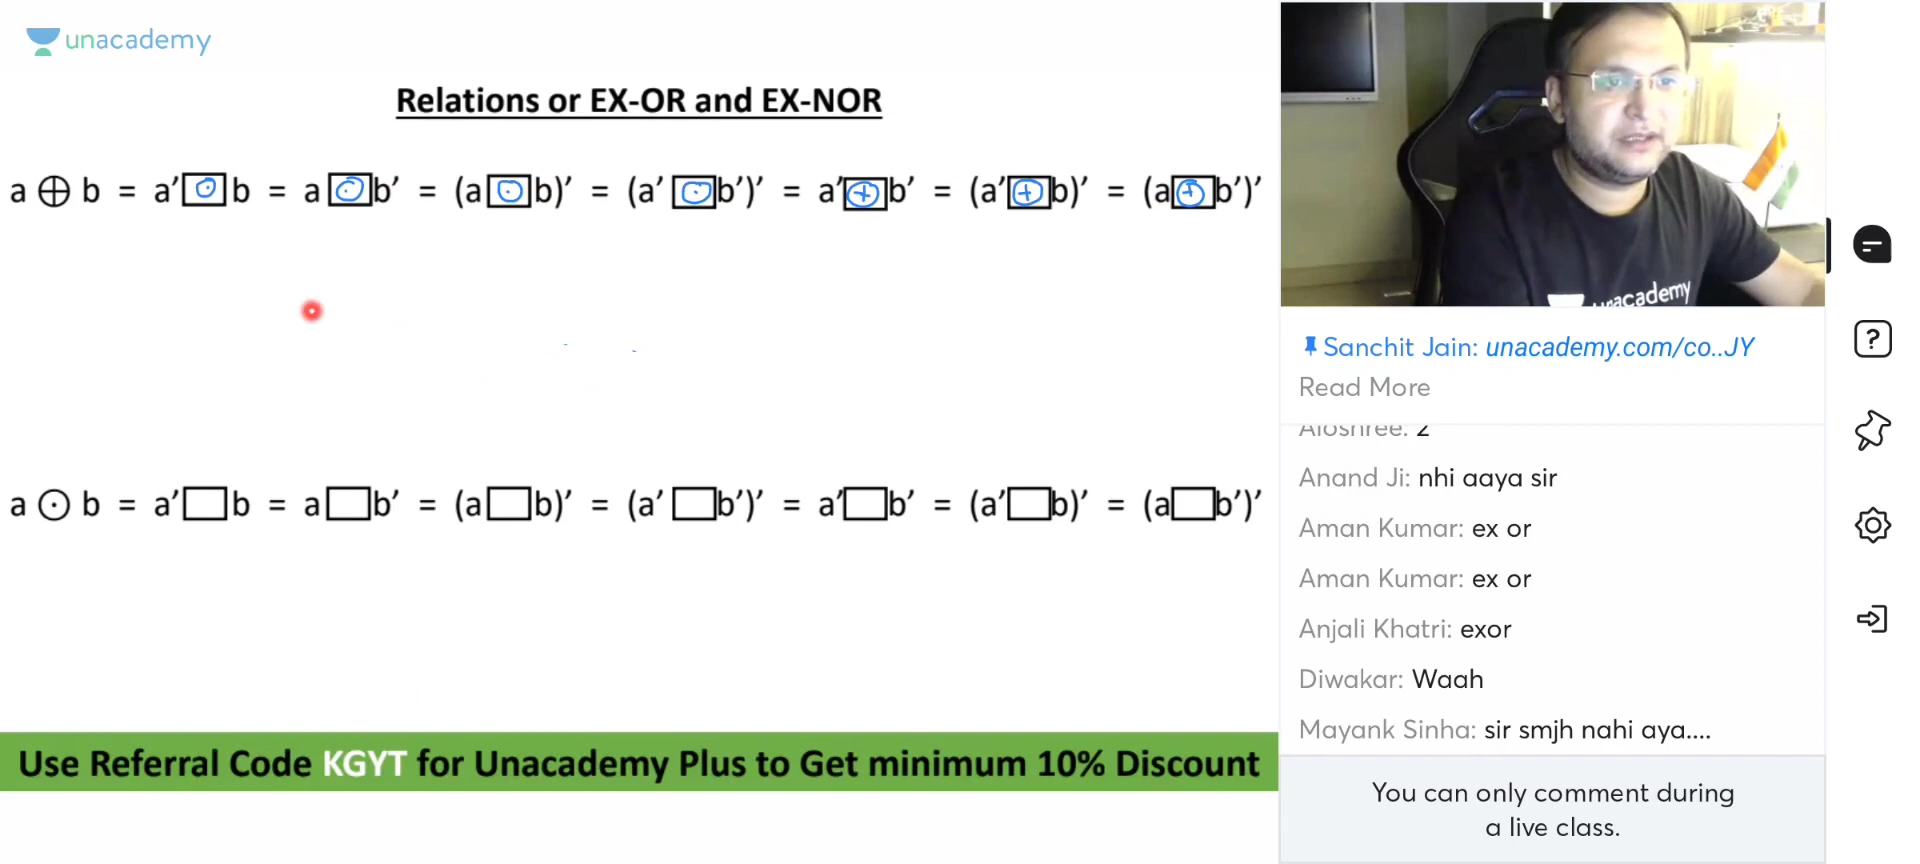 unacademy
Relations or EX-OR and EX-NOR
a ⊕ b = a′⊙b = a⊙b′ = (a⊙b)′ = (a′⊙b′)′ = a′⊕b′ = (a′⊕b)′ = (a⊕b′)′
a ⊙ b = a′□b = a□b′ = (a□b)′ = (a′□b′)′ = a′□b′ = (a′□b)′ = (a□b′)′
Use Referral Code KGYT for Unacademy Plus to Get minimum 10% Discount
unacademy
Sanchit Jain: unacademy.com/co..JY
Read More
Aloshree: 2
Anand Ji: nhi aaya sir
Aman Kumar: ex or
Aman Kumar: ex or
Anjali Khatri: exor
Diwakar: Waah
Mayank Sinha: sir smjh nahi aya....
You can only comment during
a live class.
?